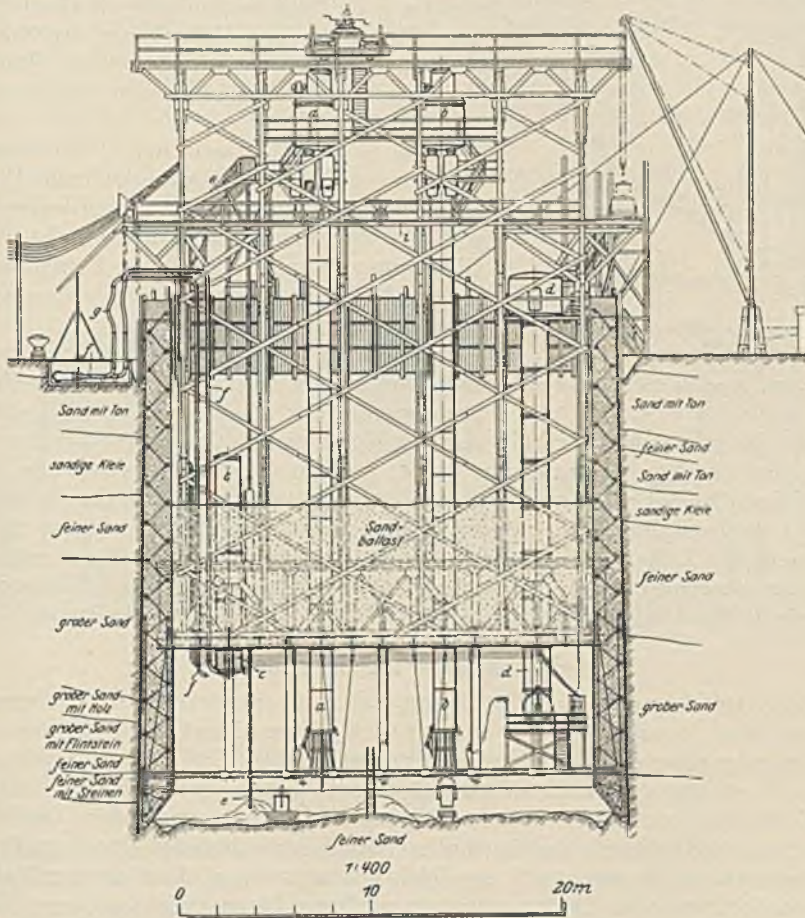 a
b
e
i
d
g
f
Sand mit Ton
Sand mit Ton
feiner Sand
sandige Kleie
b
Sand mit Ton
sandige Kleie
feiner Sand
Sand-
ballast
feiner Sand
grober Sand
f
c
d
grober Sand
mit Holz
a
b
grober Sand
grober Sand
mit Flintstein
feiner Sand
feiner Sand
mit Steinen
e
feiner Sand
1:400
0 10 20m